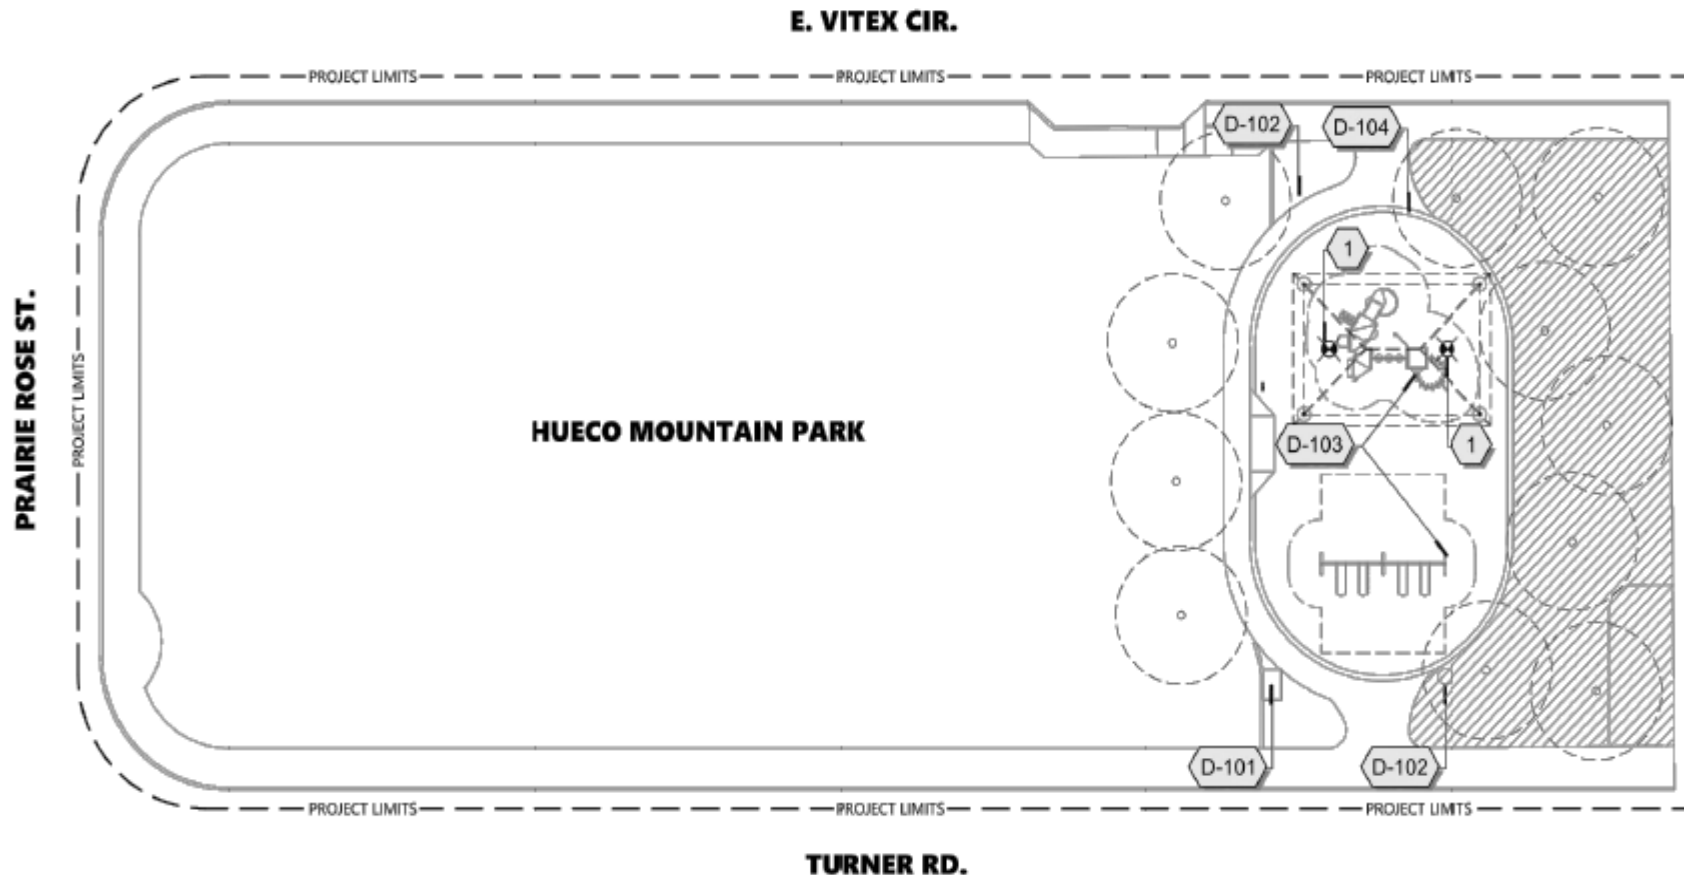 E. VITEX CIR.
PROJECT LIMITS
PROJECT LIMITS
PROJECT LIMITS
D-102
D-104
1
PRAIRIE ROSE ST.
PROJECT LIMITS
HUECO MOUNTAIN PARK
D-103
1
D-101
D-102
PROJECT LIMITS
PROJECT LIMITS
PROJECT LIMITS
TURNER RD.